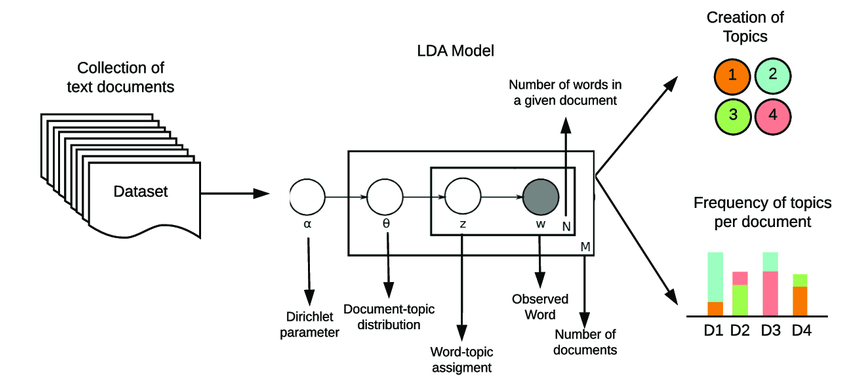 Collection of
text documents
Dataset
LDA Model
Number of words in
a given document
α
θ
z
w
N
M
Dirichlet
parameter
Document-topic
distribution
Word-topic
assigment
Observed
Word
Number of
documents
Creation of
Topics
1
2
3
4
Frequency of topics
per document
D1 D2 D3 D4